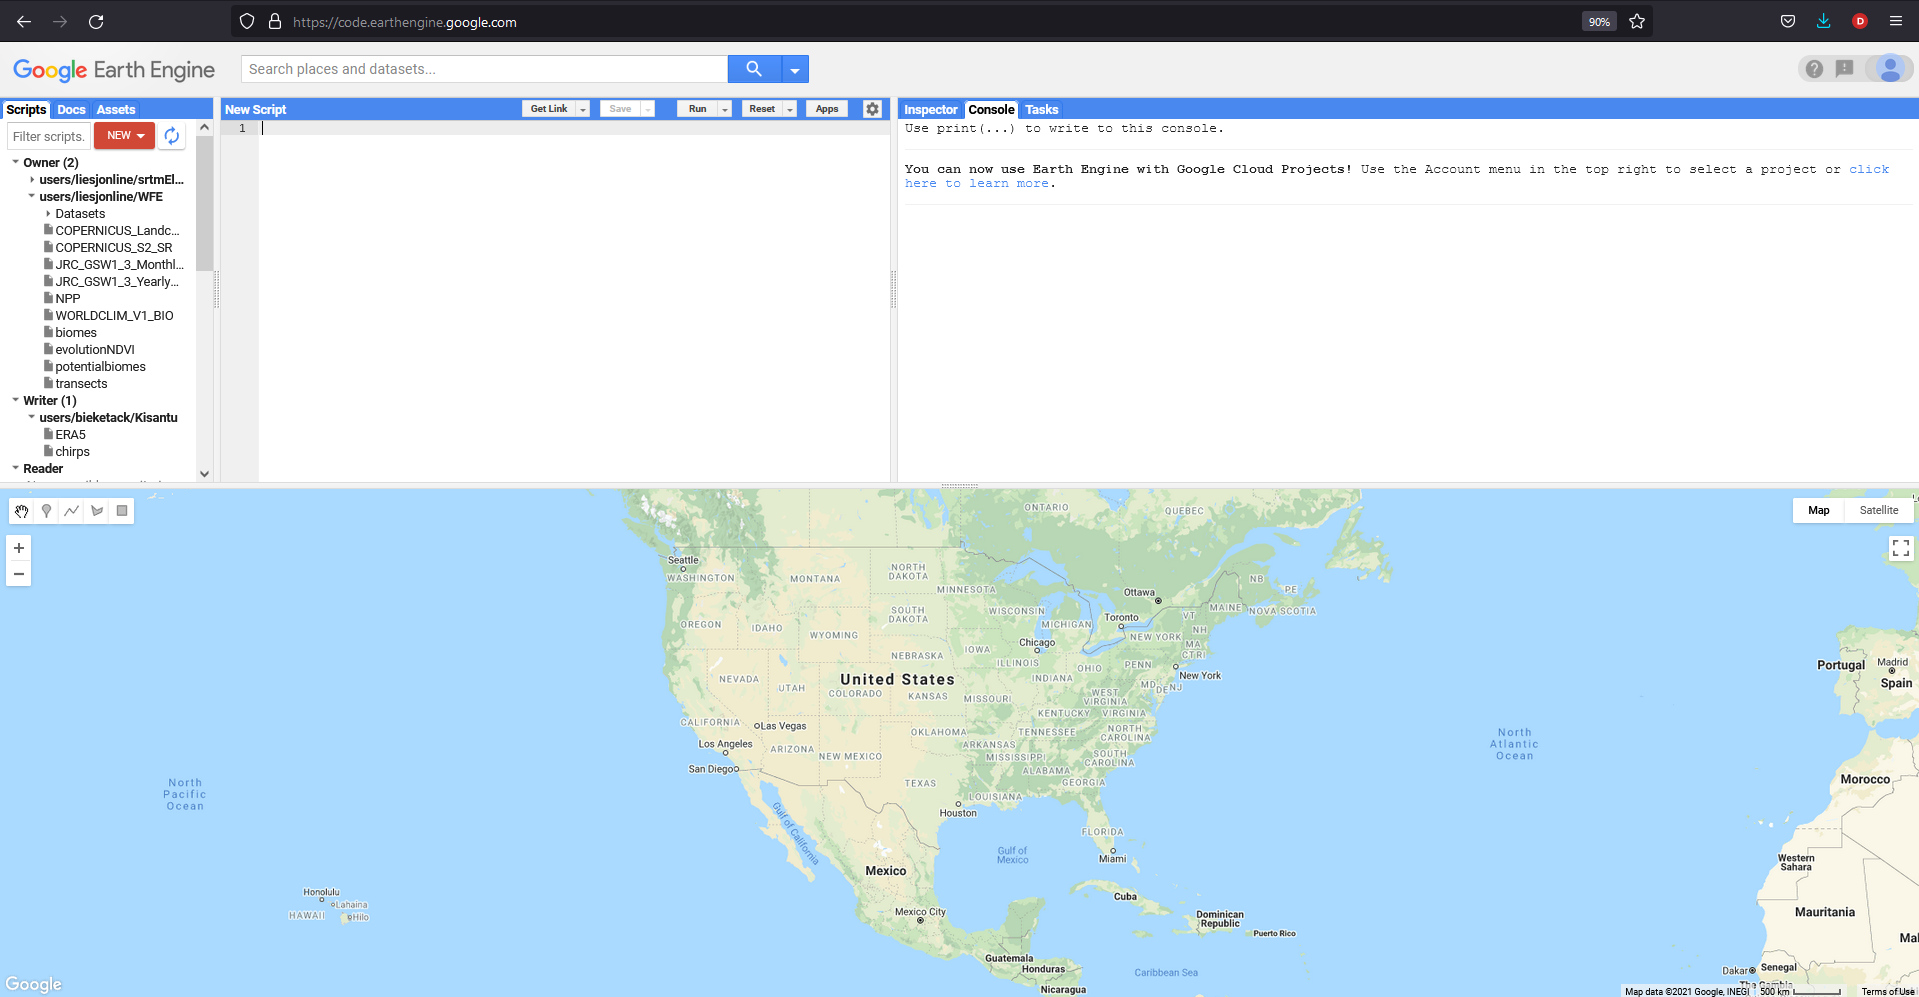 https://code.earthengine.google.com
90%
D
Google Earth Engine
Search places and datasets...
Scripts Docs Assets
Filter scripts.
NEW
Owner (2)
users/liesjonline/srtmEl...
users/liesjonline/WFE
Datasets
COPERNICUS_Landc...
COPERNICUS_S2_SR
JRC_GSW1_3_Monthl...
JRC_GSW1_3_Yearly...
NPP
WORLDCLIM_V1_BIO
biomes
evolutionNDVI
potentialbiomes
transects
Writer (1)
users/bieketack/Kisantu
ERA5
chirps
Reader
New Script
Get Link
Save
Run
Reset
Apps
1
Inspector Console Tasks
Use print(...) to write to this console.
You can now use Earth Engine with Google Cloud Projects! Use the Account menu in the top right to select a project or click
here to learn more.
Map
Satellite
+
−
ONTARIO
QUEBEC
Seattle
WASHINGTON
MONTANA
NORTH
DAKOTA
MINNESOTA
Ottawa
NB
PE
MAINE
NOVA SCOTIA
OREGON
IDAHO
WYOMING
SOUTH
DAKOTA
WISCONSIN
MICHIGAN
Toronto
VT
NH
NEW YORK
MA
CT RI
Chicago
NEBRASKA
IOWA
ILLINOIS
INDIANA
OHIO
PENN
New York
NEVADA
UTAH
United States
COLORADO
KANSAS
MISSOURI
WEST
VIRGINIA
MD
DE
NJ
KENTUCKY
VIRGINIA
CALIFORNIA
Las Vegas
Los Angeles
ARIZONA
NEW MEXICO
OKLAHOMA
ARKANSAS
TENNESSEE
NORTH
CAROLINA
San Diego
TEXAS
MISSISSIPPI
ALABAMA
SOUTH
CAROLINA
GEORGIA
LOUISIANA
Houston
FLORIDA
Gulf of California
Gulf of
Mexico
Miami
Mexico
Mexico City
Cuba
Dominican
Republic
Puerto Rico
Guatemala
Honduras
Nicaragua
Caribbean Sea
North
Pacific
Ocean
Honolulu
Lahaina
HAWAII
Hilo
North
Atlantic
Ocean
Portugal
Madrid
Spain
Morocco
Western
Sahara
Mauritania
Mal
Dakar
Senegal
The Gambia
Google
Map data ©2021 Google, INEGI
500 km
Terms of Use